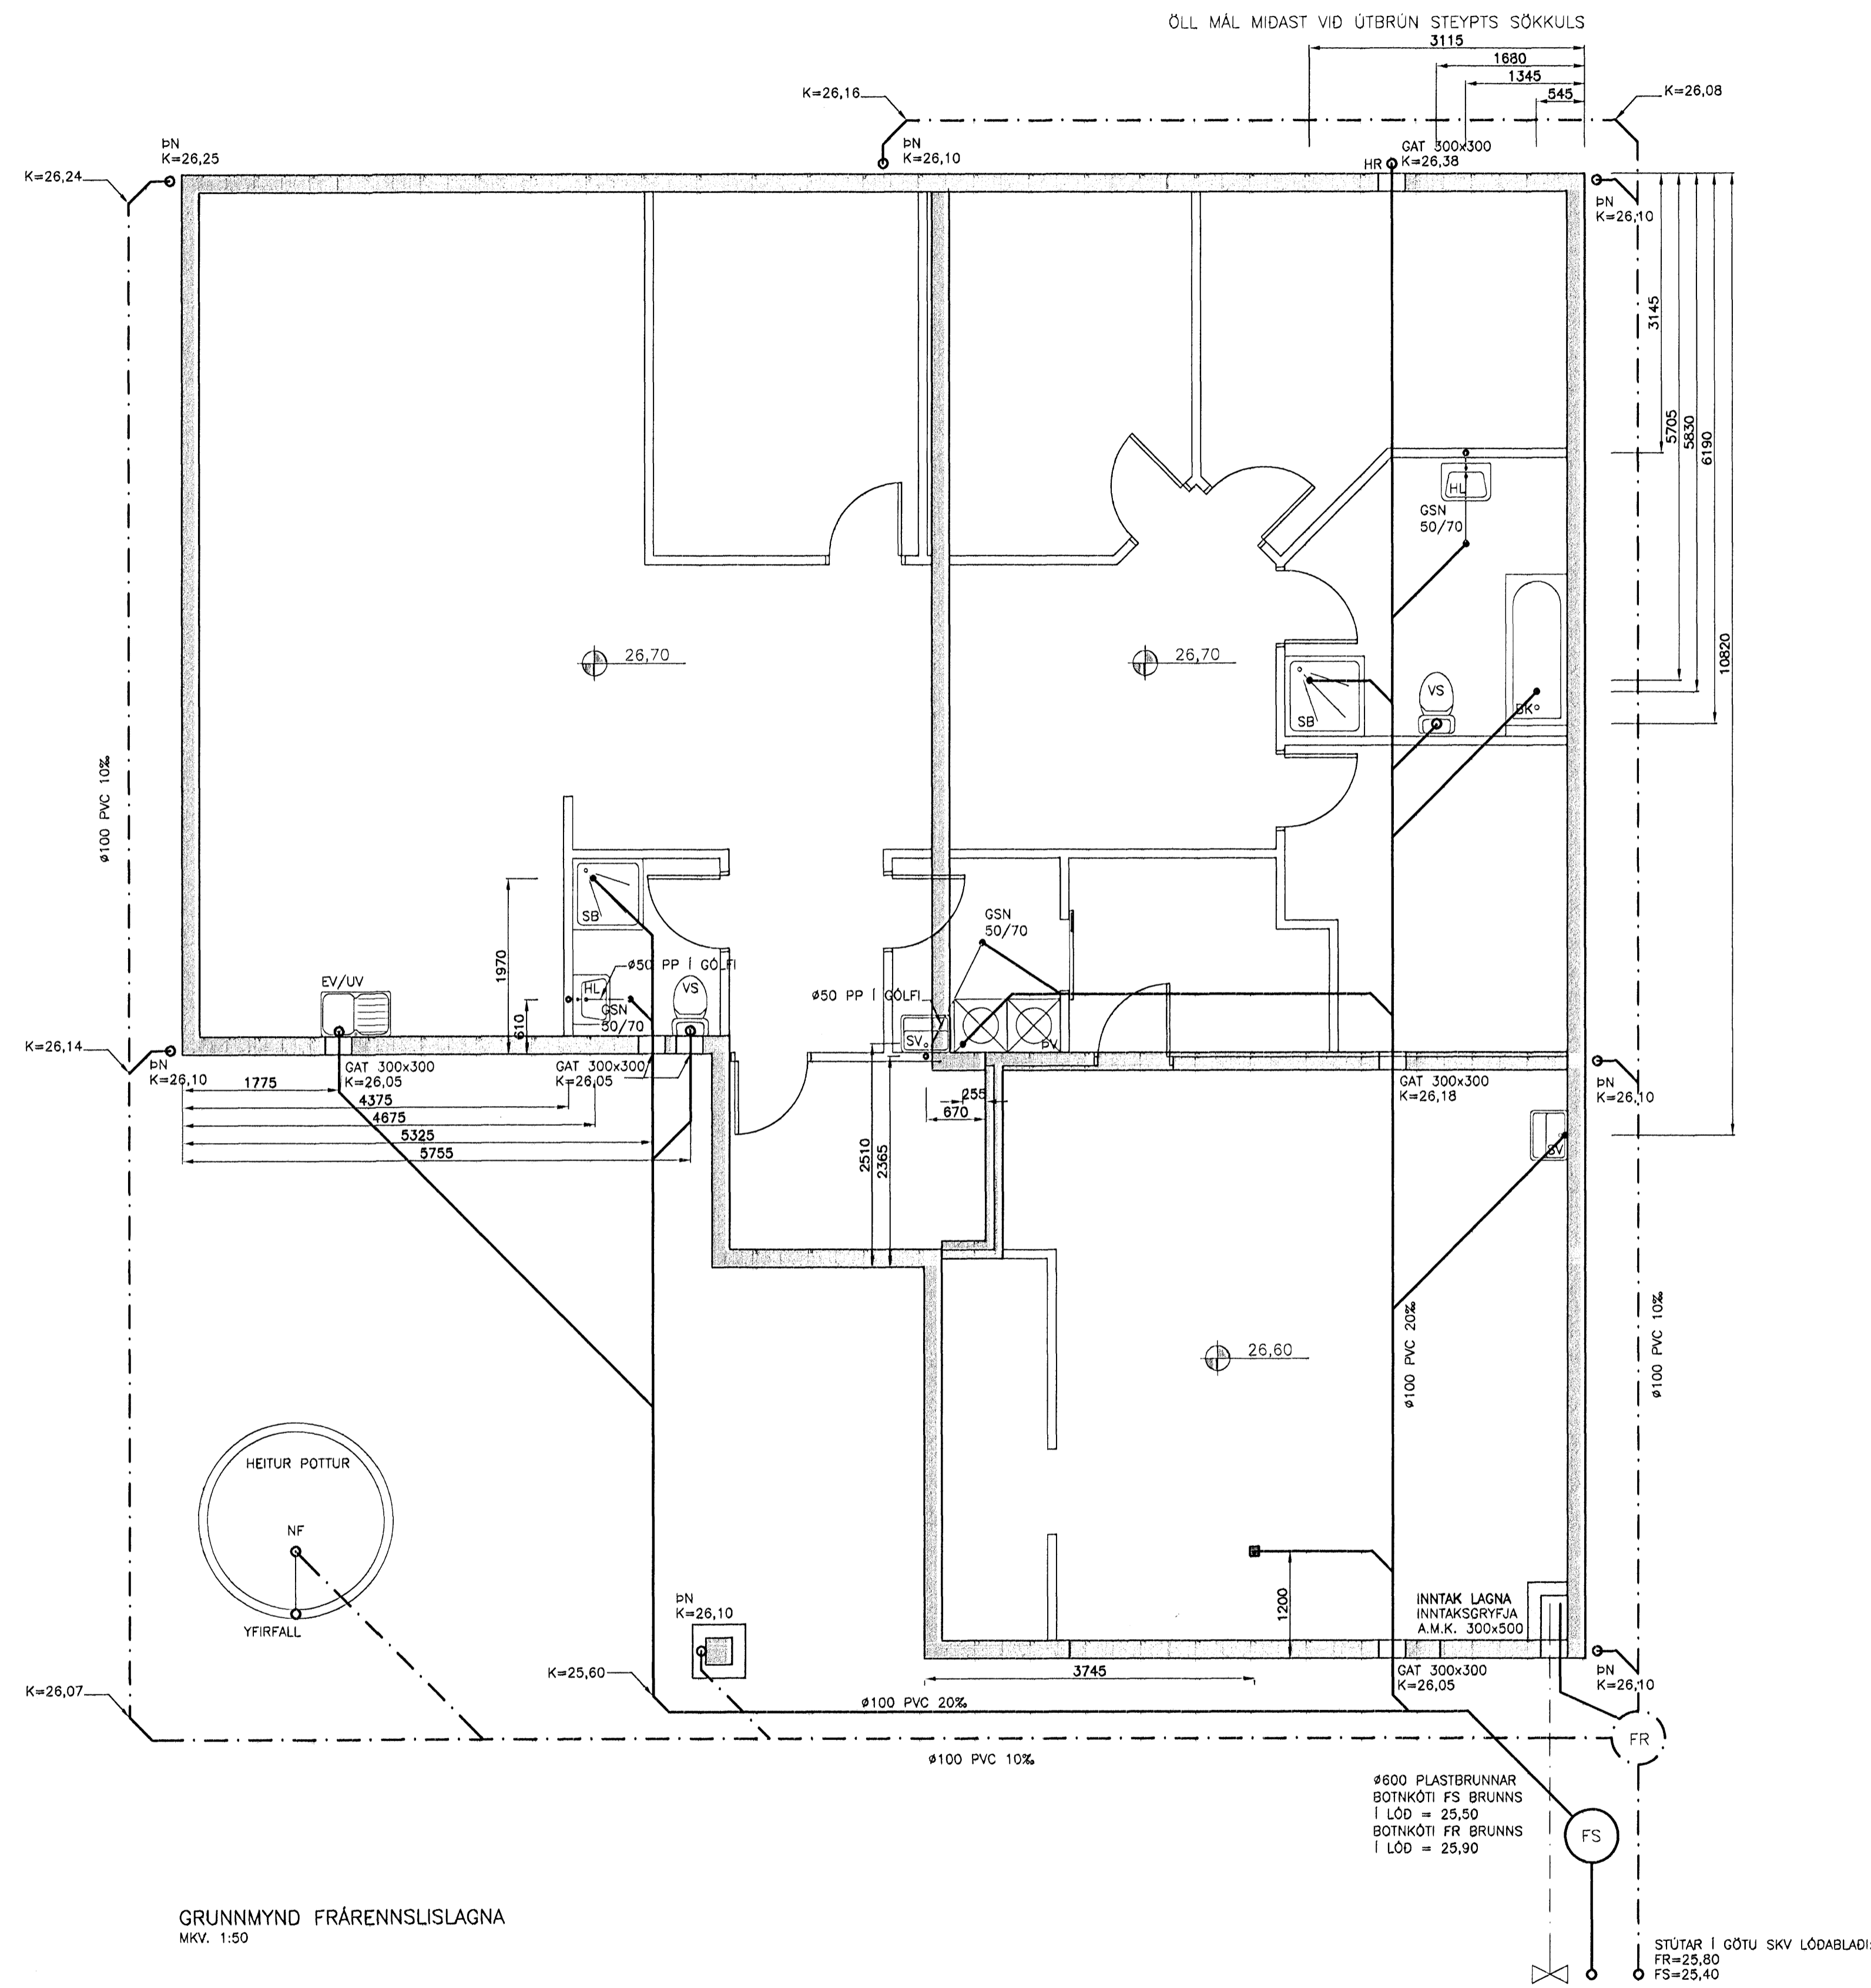 ÖLL MÁL MIÐAST VIÐ ÚTBRÚN STEYPTS SÖKKULS
3115
1680
1345
545
K=26,16
K=26,08
ÞN
K=26,25
ÞN
K=26,10
GAT 300x300
HR
K=26,38
K=26,24
ÞN
K=26,10
3145
5705
5830
6190
10820
HL
GSN
50/70
26,70
26,70
VS
SB
BK
ø100 PVC 10‰
SB
GSN
50/70
1970
EV/UV
HL
ø50 PP Í GÓLFI
VS
ø50 PP Í GÓLFI
GSN
50/70
610
SV
ÞV
K=26,14
ÞN
K=26,10
GAT 300x300
K=26,05
GAT 300x300
K=26,05
GAT 300x300
K=26,18
ÞN
K=26,10
1775
4375
4675
5325
5755
255
670
2510
2365
SV
26,60
ø100 PVC 20‰
ø100 PVC 10‰
HEITUR POTTUR
NF
YFIRFALL
ÞN
K=26,10
1200
INNTAK LAGNA
INNTAKSGRYFJA
A.M.K. 300x500
K=25,60
3745
GAT 300x300
K=26,05
ÞN
K=26,10
K=26,07
ø100 PVC 20‰
ø100 PVC 10‰
FR
ø600 PLASTBRUNNAR
BOTNKÓTI FS BRUNNS
Í LÓÐ = 25,50
BOTNKÓTI FR BRUNNS
Í LÓÐ = 25,90
FS
GRUNNMYND FRÁRENNSLISLAGNA
MKV. 1:50
STÚTAR Í GÖTU SKV LÓÐABLAÐI:
FR=25,80
FS=25,40